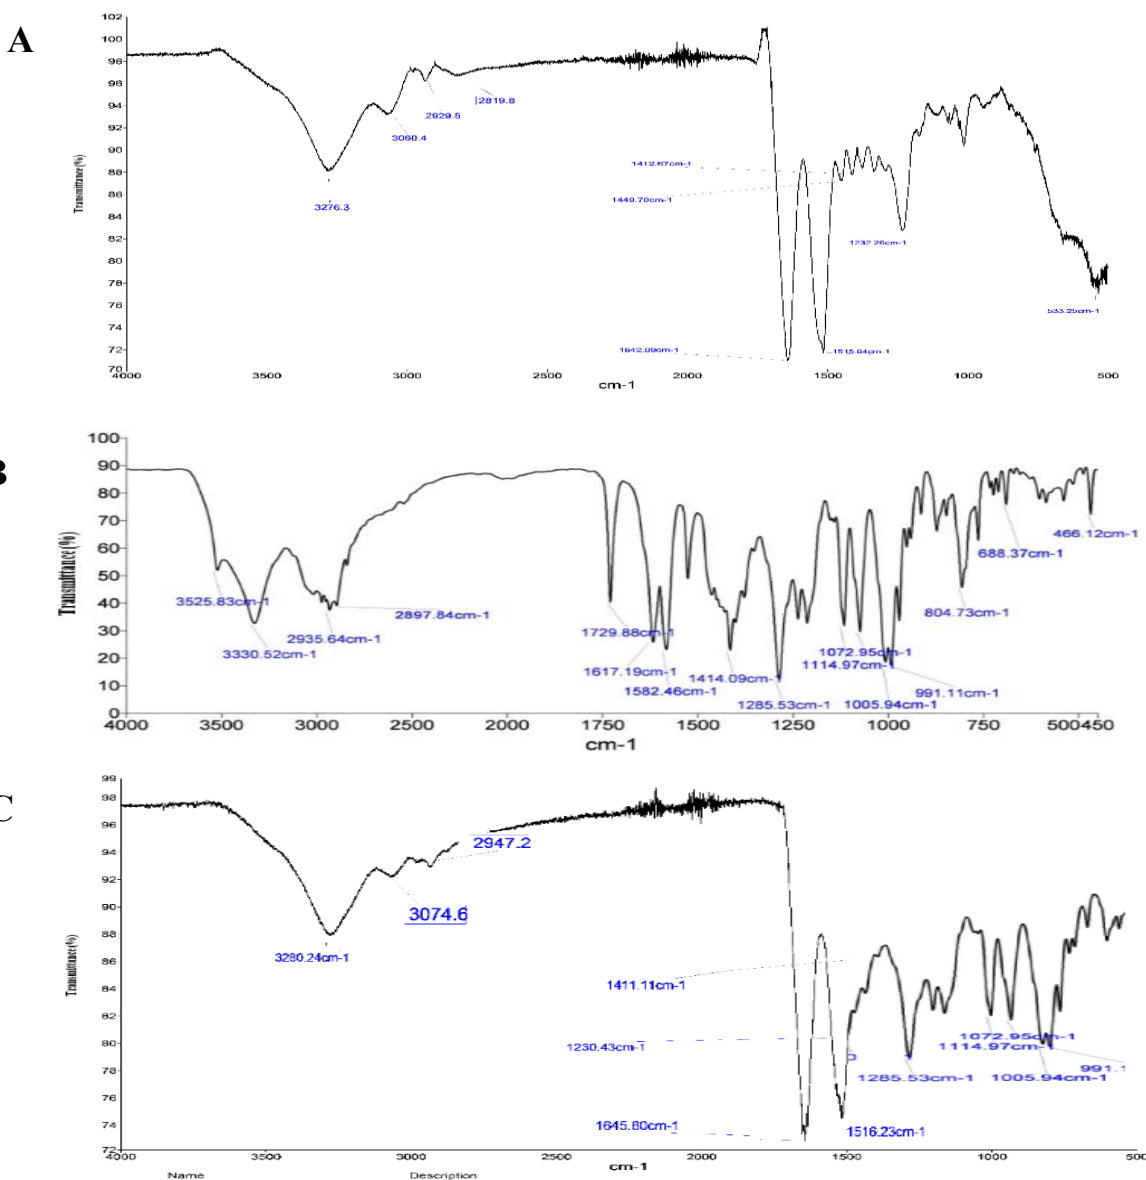 A
102
100
98
96
94
92
90
88
86
84
82
80
78
76
74
72
70
Transmittance(%)
3276.3
3060.4
2929.5
2819.8
1412.67cm-1
1449.70cm-1
1232.26cm-1
1642.09cm-1
1515.04cm-1
533.25cm-1
4000 3500 3000 2500 2000 1500 1000 500
cm-1
B
100
90
80
70
60
50
40
30
20
10
0
Transmittance(%)
3525.83cm-1
3330.52cm-1
2935.64cm-1
2897.84cm-1
1729.88cm-1
1617.19cm-1
1582.46cm-1
1414.09cm-1
1285.53cm-1
1072.95cm-1
1114.97cm-1
1005.94cm-1
991.11cm-1
804.73cm-1
688.37cm-1
466.12cm-1
4000 3500 3000 2500 2000 1750 1500 1250 1000 750 500 450
cm-1
C
99
98
96
94
92
90
88
86
84
82
80
78
76
74
72
Transmittance(%)
3280.24cm-1
3074.6
2947.2
1411.11cm-1
1230.43cm-1
1645.60cm-1
1516.23cm-1
1285.53cm-1
1072.95cm-1
1114.97cm-1
1005.94cm-1
991.1
4000 3500 3000 2500 2000 1500 1000 500
cm-1
Name Description